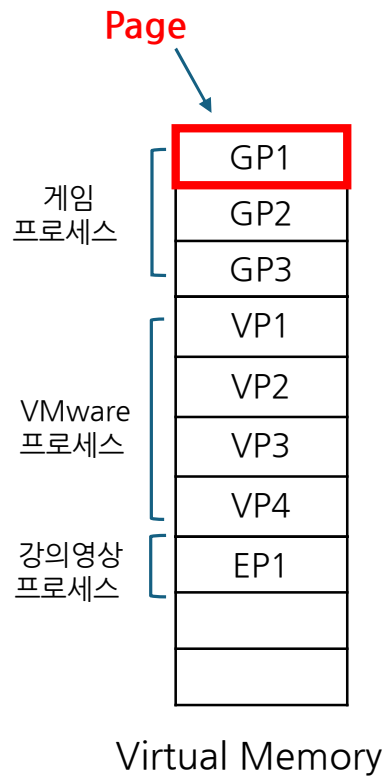 Page
GP1
게임
프로세스
GP2
GP3
VP1
VP2
VMware
프로세스
VP3
VP4
강의영상
프로세스
EP1
Virtual Memory